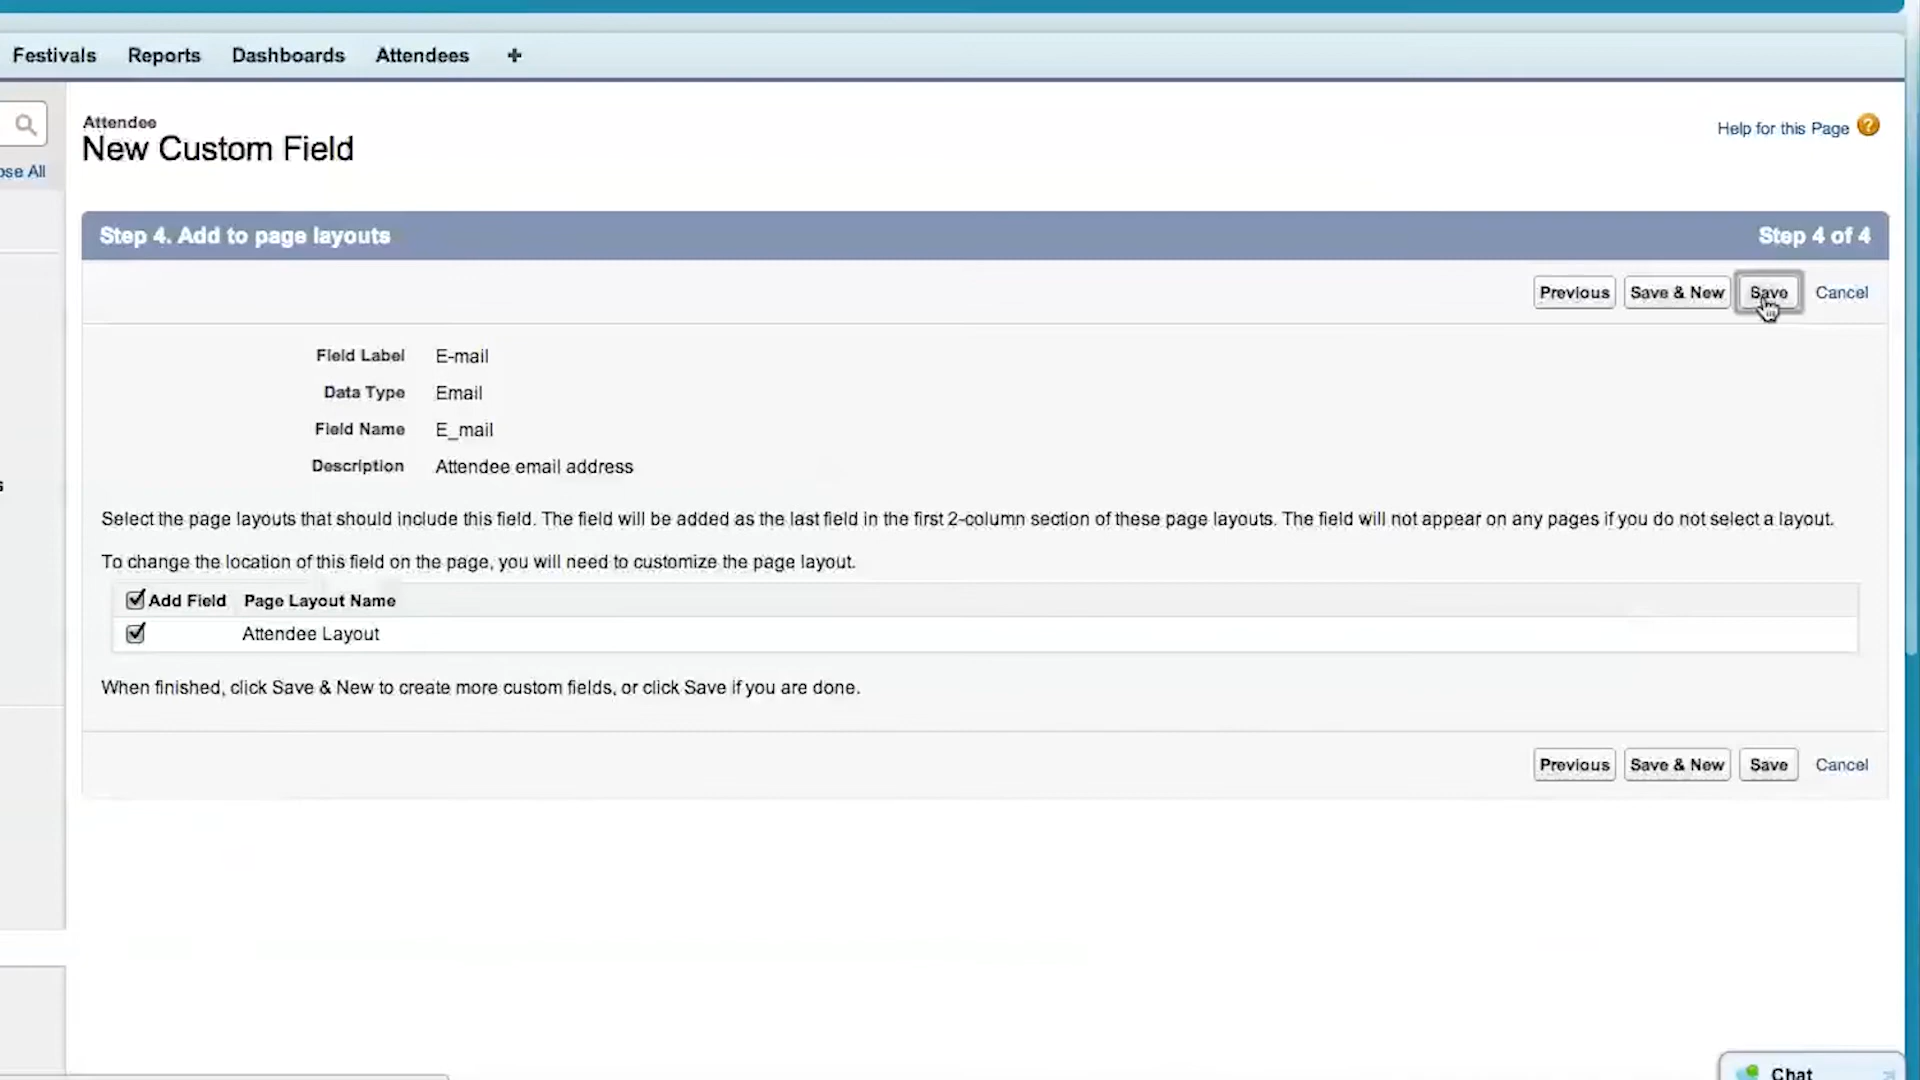 Festivals Reports Dashboards Attendees +
Attendee
New Custom Field
Help for this Page ?
ose All
Step 4. Add to page layouts Step 4 of 4
Previous Save & New Save Cancel
Field Label E-mail
Data Type Email
Field Name E_mail
Description Attendee email address
s
Select the page layouts that should include this field. The field will be added as the last field in the first 2-column section of these page layouts. The field will not appear on any pages if you do not select a layout.
To change the location of this field on the page, you will need to customize the page layout.
Add Field Page Layout Name
Attendee Layout
When finished, click Save & New to create more custom fields, or click Save if you are done.
Previous Save & New Save Cancel
Chat